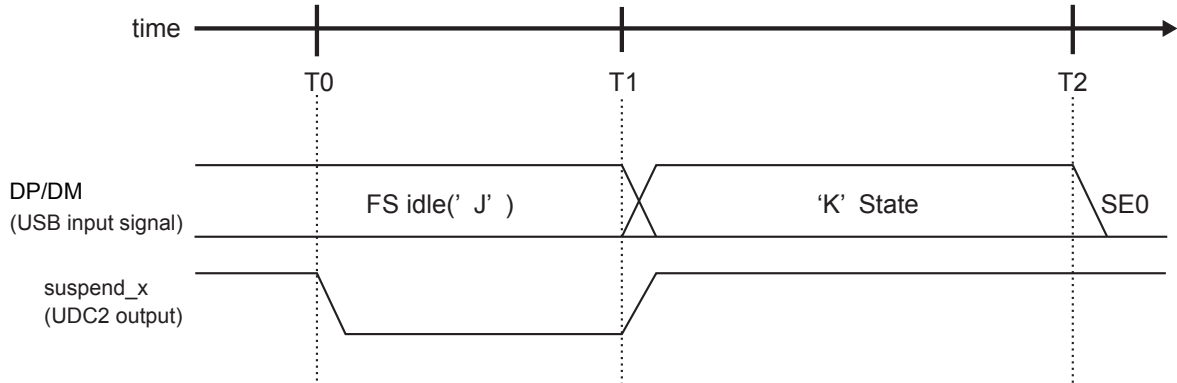 time
T0 T1 T2
DP/DM
(USB input signal)
FS idle(' J' )
‘K’ State
SE0
suspend_x
(UDC2 output)